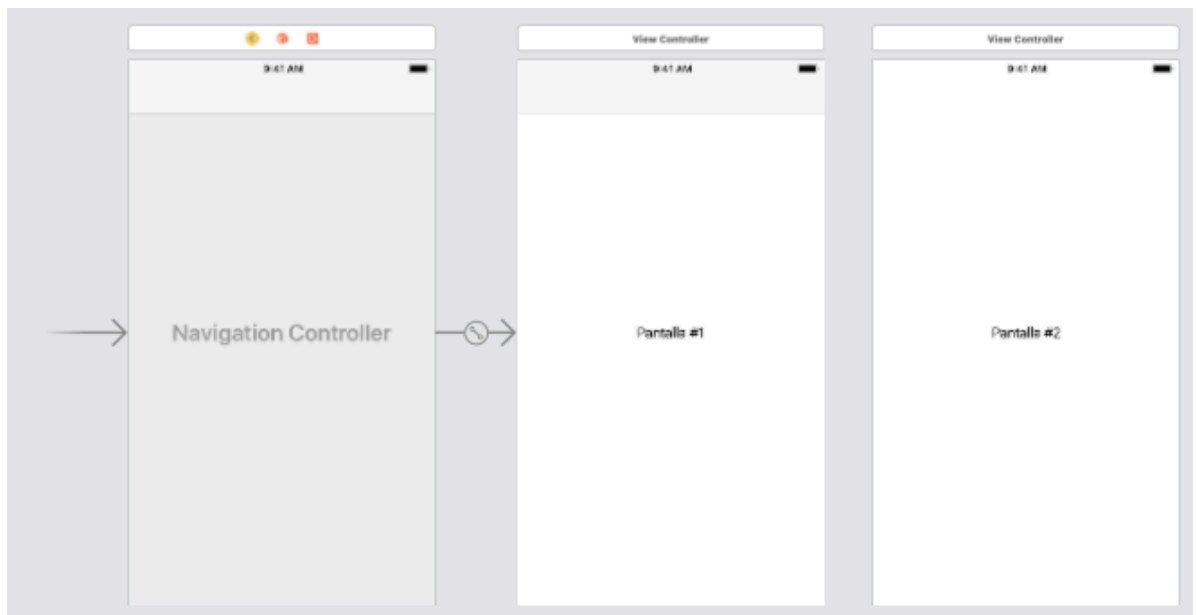 View Controller
View Controller
9:41 AM
9:41 AM
9:41 AM
Navigation Controller
Pantalla #1
Pantalla #2